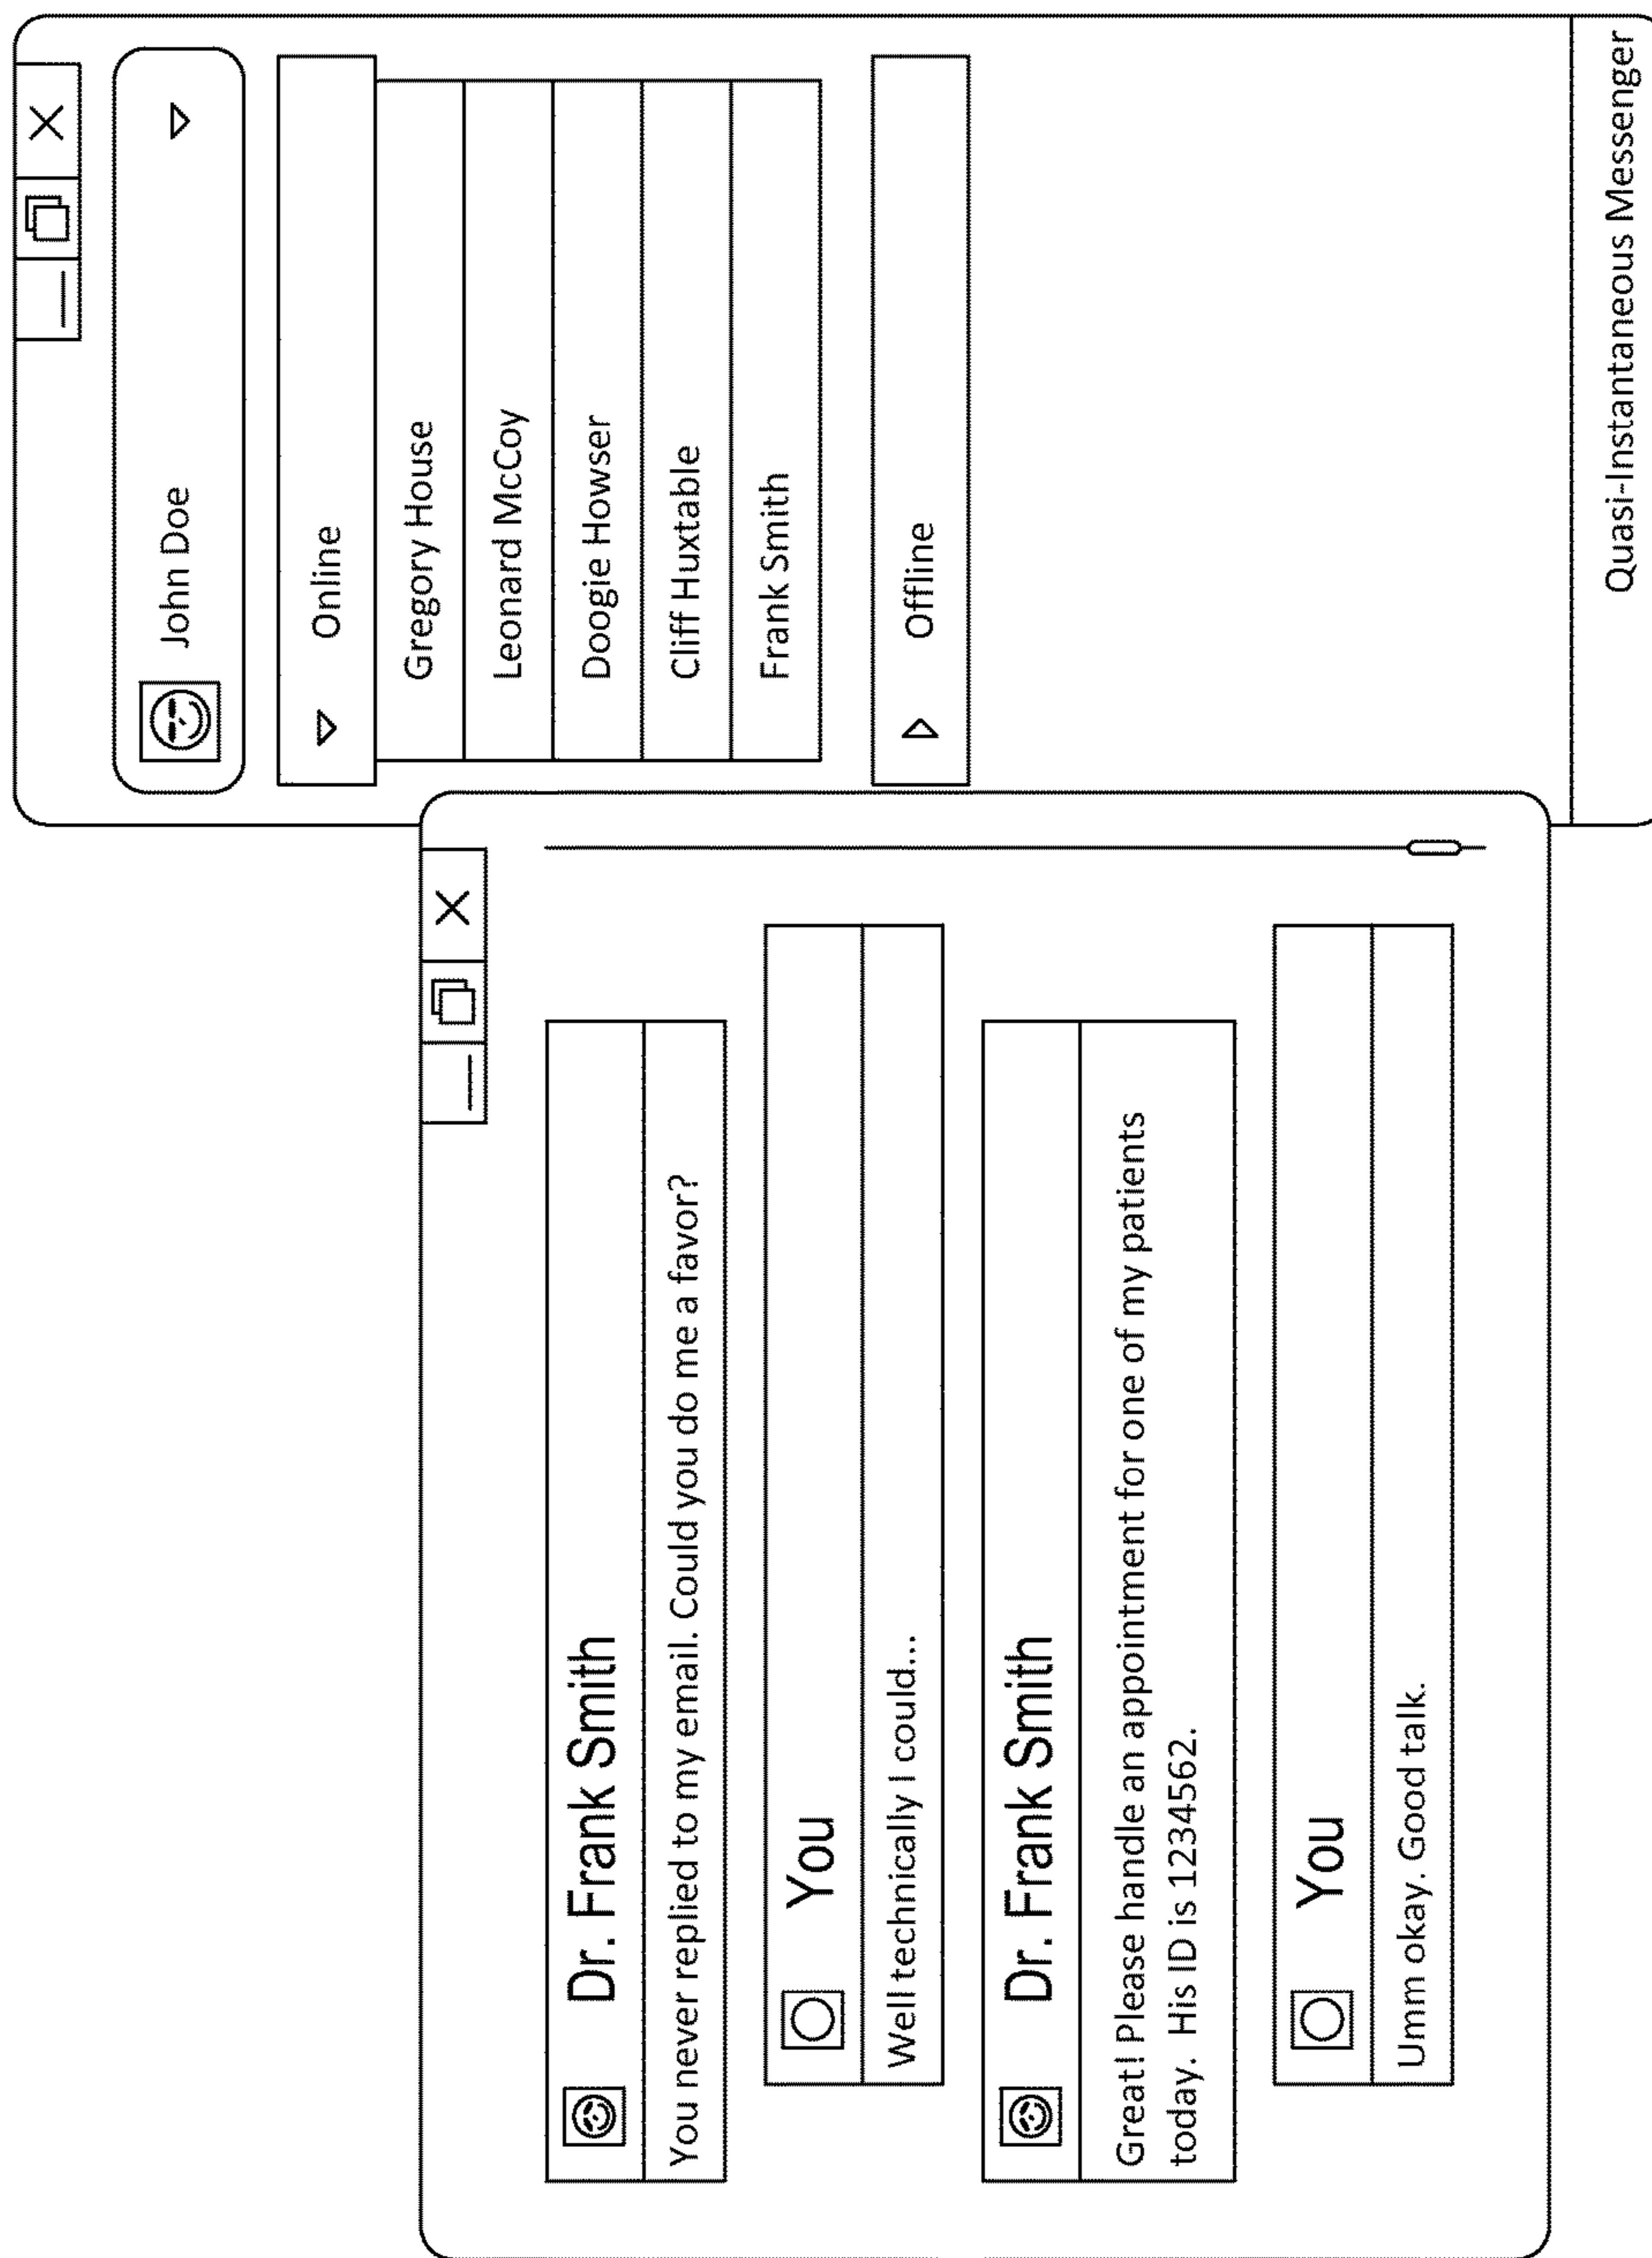 John Doe
Online
Gregory House
Leonard McCoy
Doogie Howser
Cliff Huxtable
Frank Smith
Offline
Quasi-Instantaneous Messenger
Dr. Frank Smith
You never replied to my email. Could you do me a favor?
You
Well technically I could...
Dr. Frank Smith
Great! Please handle an appointment for one of my patients
today.  His ID is 1234562.
You
Umm okay. Good talk.